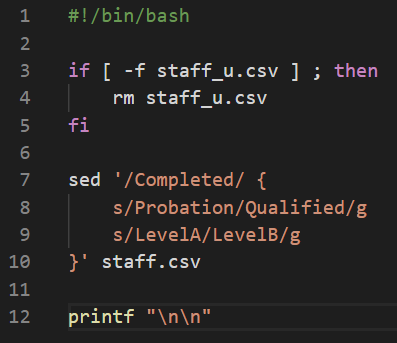 1 #!/bin/bash
2
3 if [ -f staff_u.csv ] ; then
4     rm staff_u.csv
5 fi
6
7 sed '/Completed/ {
8     s/Probation/Qualified/g
9     s/LevelA/LevelB/g
10 }' staff.csv
11
12 printf "\n\n"